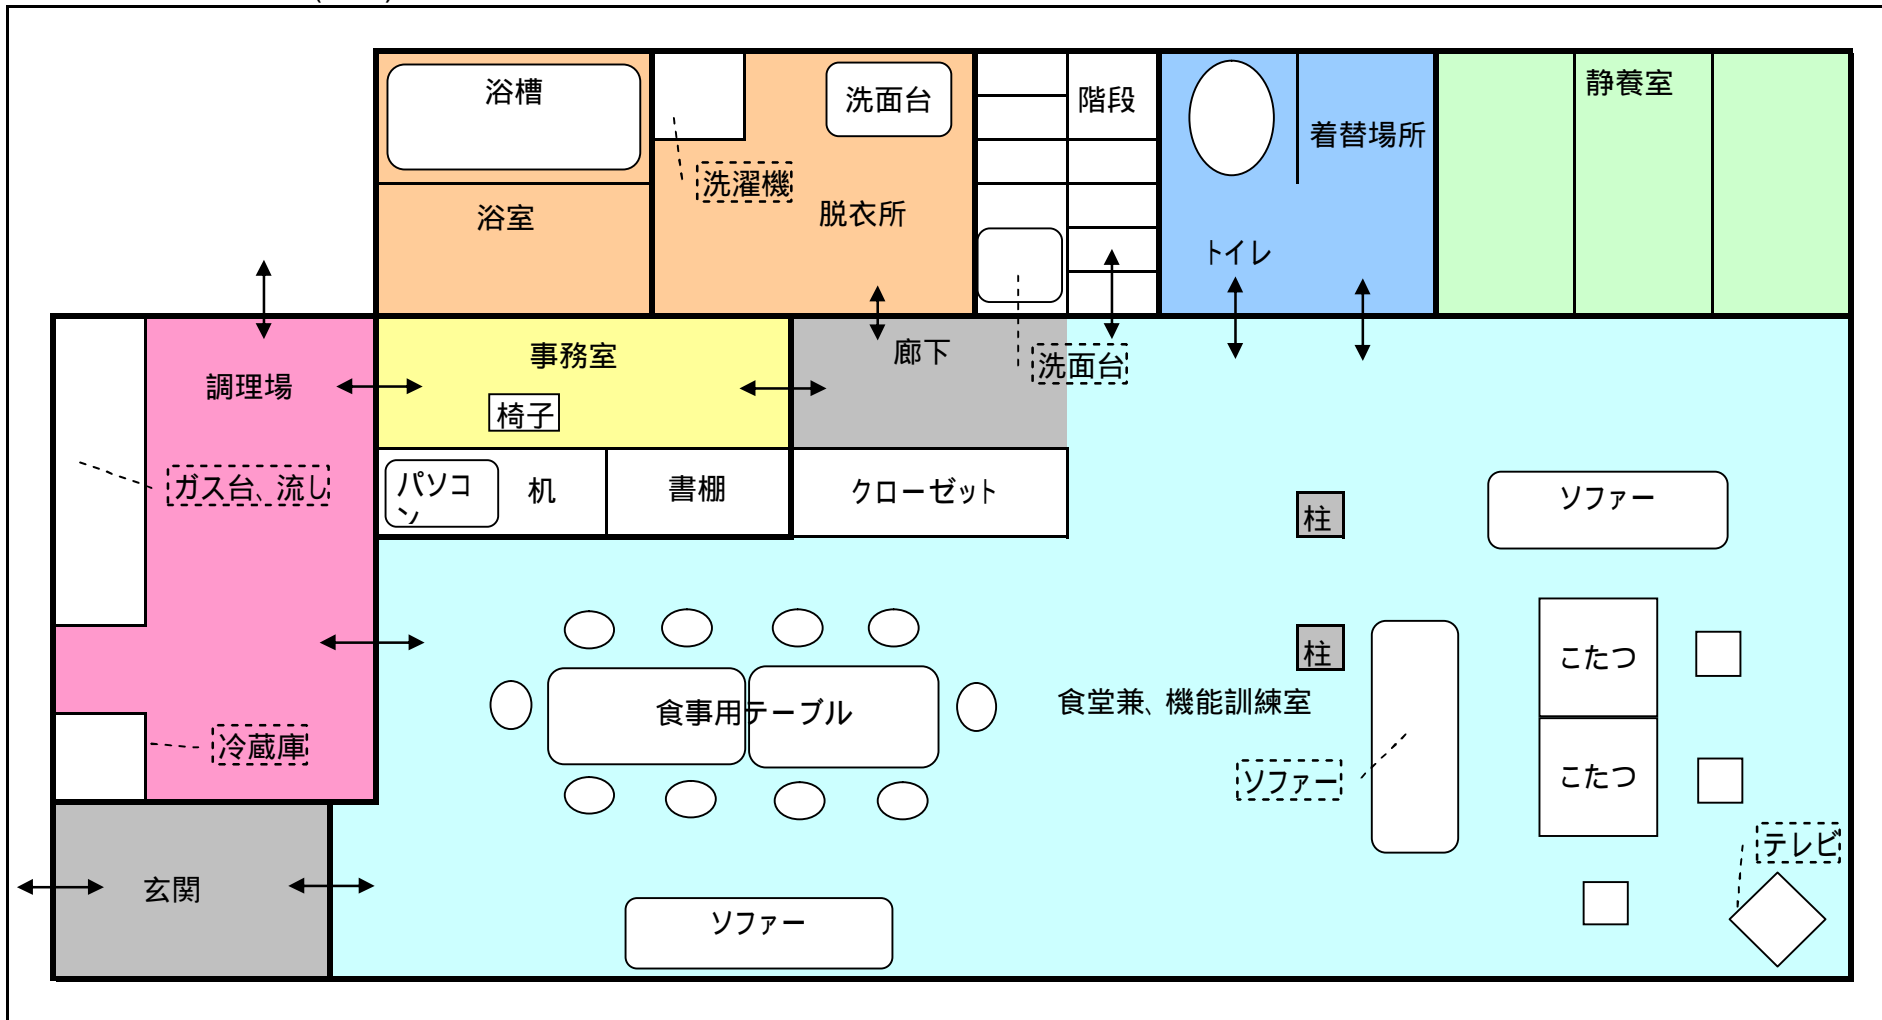 浴槽
洗面台
階段
静養室
着替場所
洗濯機
浴室
脱衣所
トイレ
事務室
廊下
洗面台
調理場
椅子
ガス台、流し
パソコ
ン
机
書棚
クローゼット
柱
ソファー
柱
こたつ
食事用テーブル
食堂兼、機能訓練室
冷蔵庫
ソファー
こたつ
テレビ
玄関
ソファー